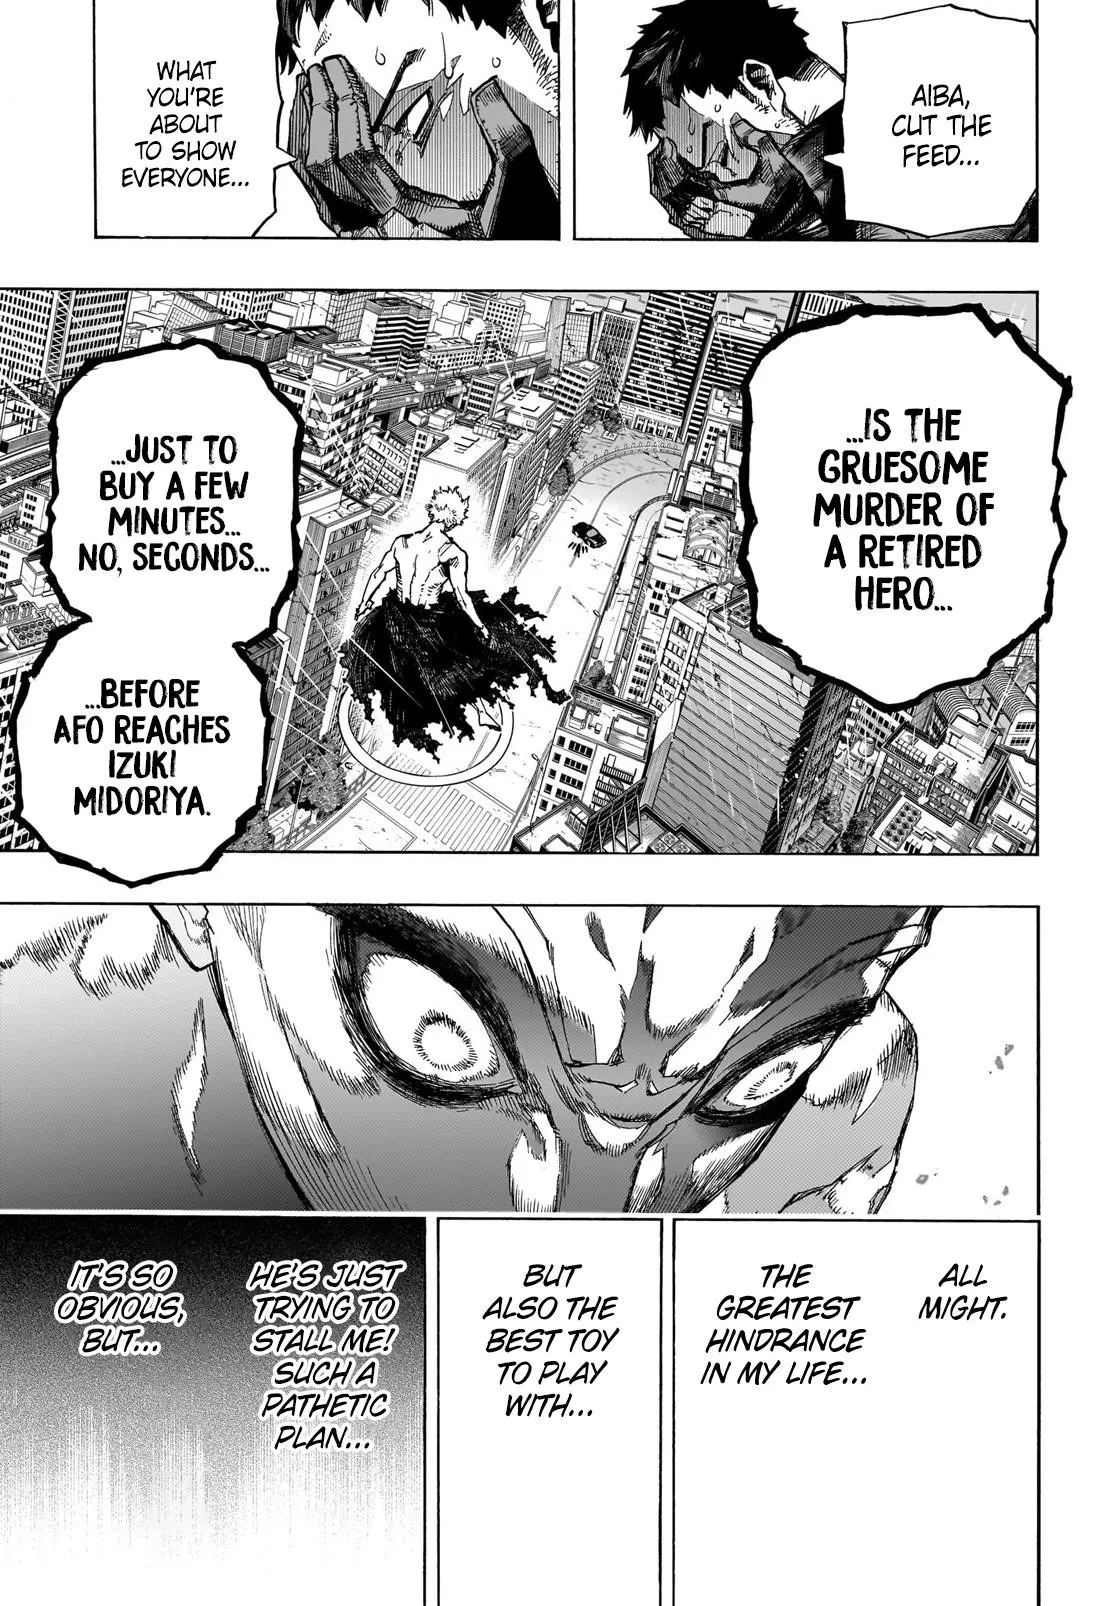 AIBA,
CUT THE
FEED...
WHAT
YOU'RE
ABOUT
TO SHOW
EVERYONE...
...IS THE
GRUESOME
MURDER OF
A RETIRED
HERO...
...JUST TO
BUY A FEW
MINUTES...
NO, SECONDS...
...BEFORE
AFO REACHES
IZUKI
MIDORIYA.
ALL
MIGHT.
THE
GREATEST
HINDRANCE
IN MY LIFE...
BUT
ALSO THE
BEST TOY
TO PLAY
WITH...
HE'S JUST
TRYING TO
STALL ME!
SUCH A
PATHETIC
PLAN...
IT'S SO
OBVIOUS,
BUT...